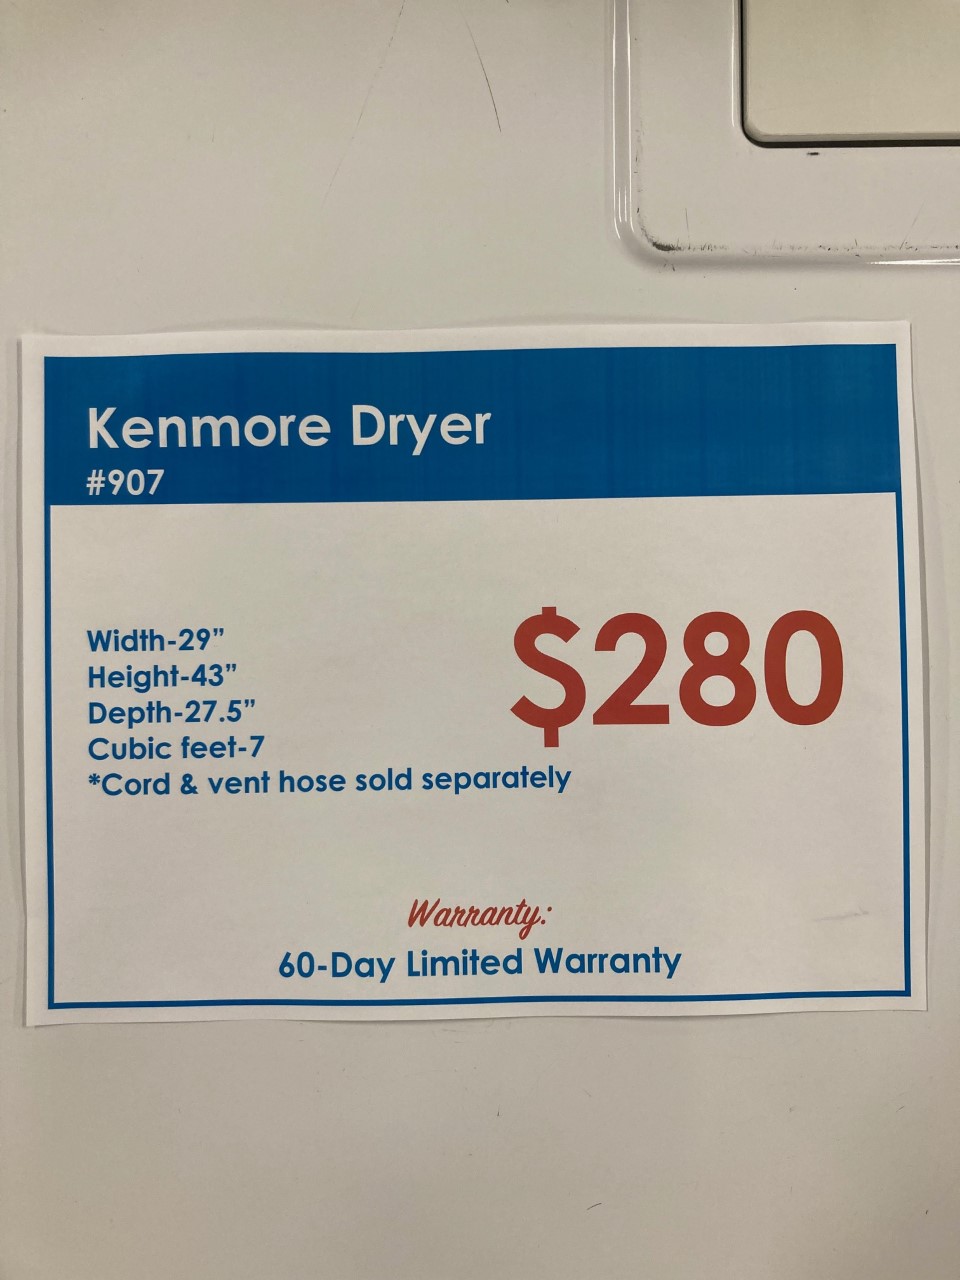 Kenmore Dryer
#907
Width-29”
Height-43”
Depth-27.5”
Cubic feet-7
*Cord & vent hose sold separately
$280
Warranty:
60-Day Limited Warranty